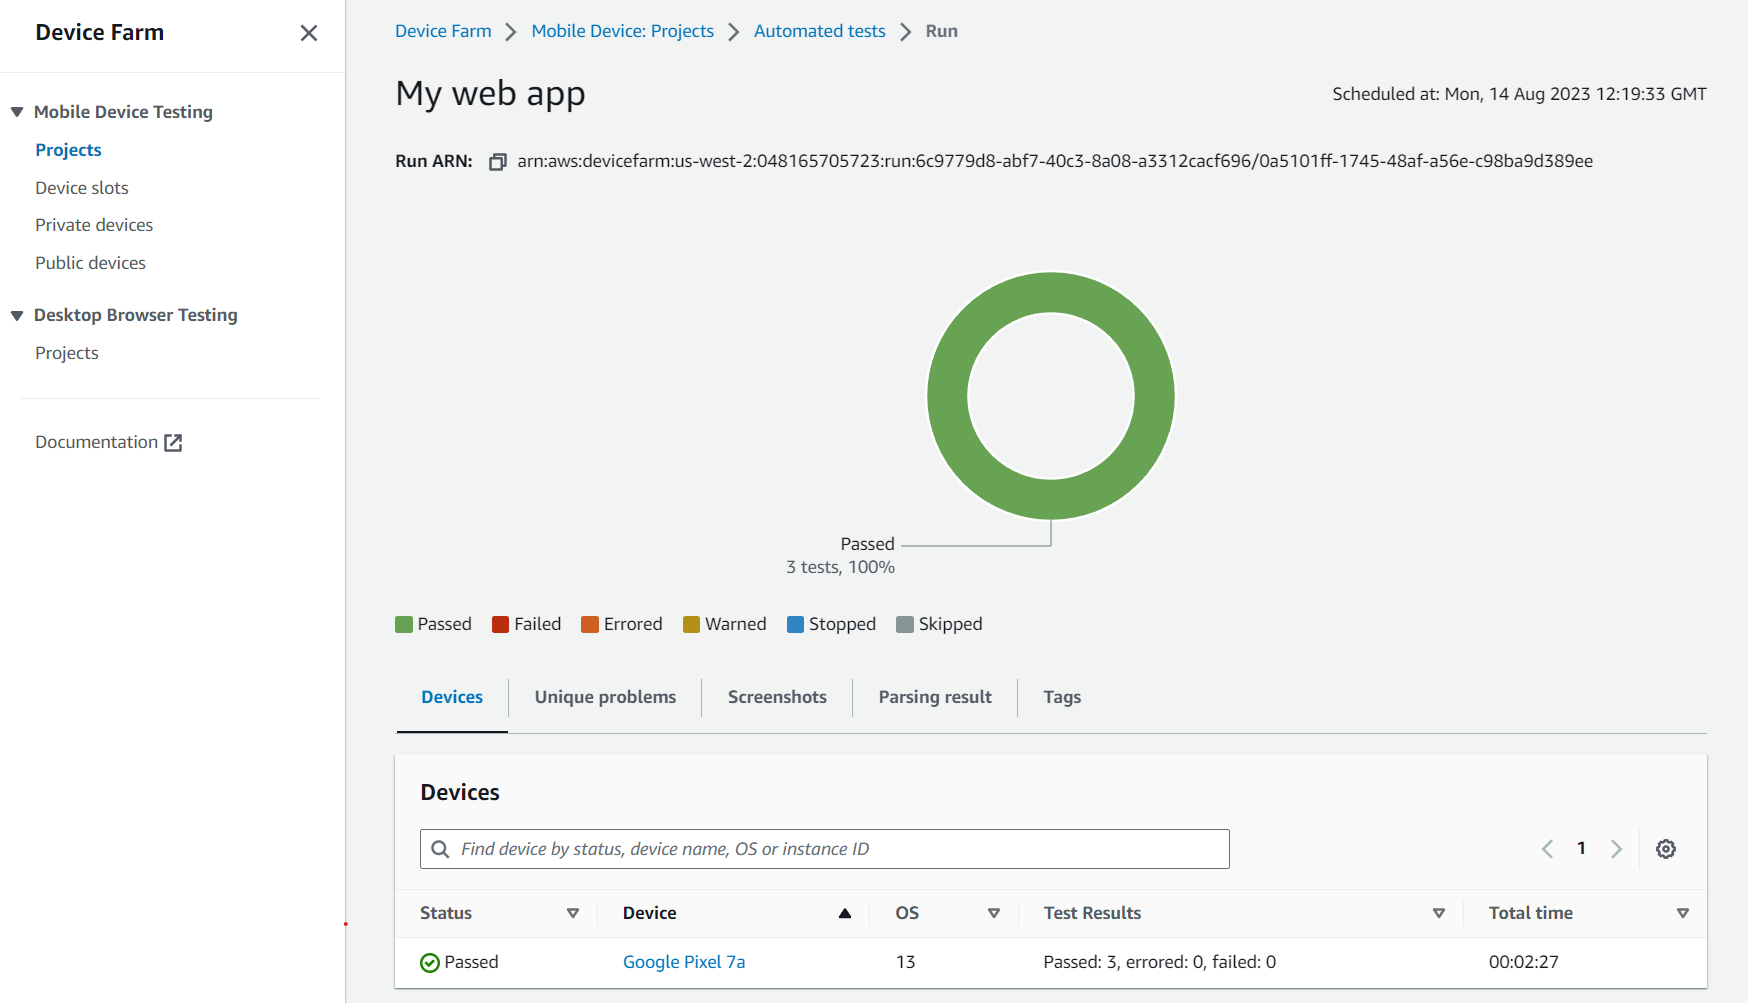 Device Farm
Mobile Device Testing
Projects
Device slots
Private devices
Public devices
Desktop Browser Testing
Projects
Documentation
Device Farm > Mobile Device: Projects > Automated tests > Run
My web app
Scheduled at: Mon, 14 Aug 2023 12:19:33 GMT
Run ARN: arn:aws:devicefarm:us-west-2:048165705723:run:6c9779d8-abf7-40c3-8a08-a3312cacf696/0a5101ff-1745-48af-a56e-c98ba9d389ee
Passed
3 tests, 100%
Passed Failed Errored Warned Stopped Skipped
Devices Unique problems Screenshots Parsing result Tags
Devices
Find device by status, device name, OS or instance ID
1
Status Device OS Test Results Total time
Passed Google Pixel 7a 13 Passed: 3, errored: 0, failed: 0 00:02:27